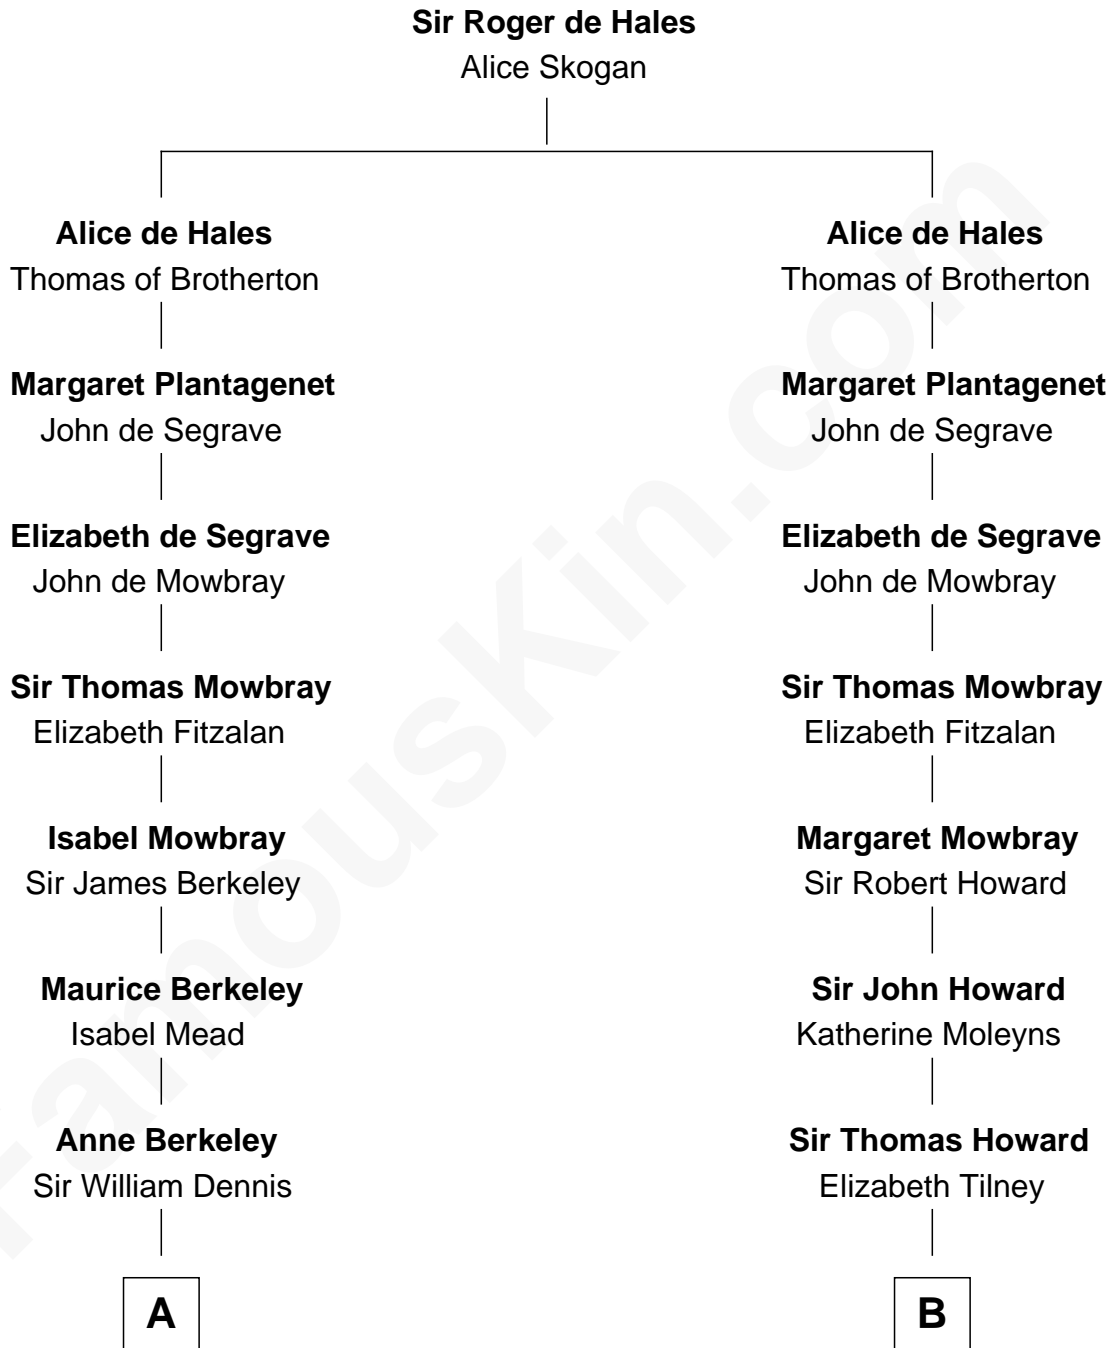 Sir Roger de Hales
Alice Skogan
Alice de Hales
Thomas of Brotherton
Alice de Hales
Thomas of Brotherton
Margaret Plantagenet
John de Segrave
Margaret Plantagenet
John de Segrave
Elizabeth de Segrave
John de Mowbray
Elizabeth de Segrave
John de Mowbray
Sir Thomas Mowbray
Elizabeth Fitzalan
Sir Thomas Mowbray
Elizabeth Fitzalan
Isabel Mowbray
Sir James Berkeley
Margaret Mowbray
Sir Robert Howard
Maurice Berkeley
Isabel Mead
Sir John Howard
Katherine Moleyns
Anne Berkeley
Sir William Dennis
Sir Thomas Howard
Elizabeth Tilney
A
B
FamousKin.com